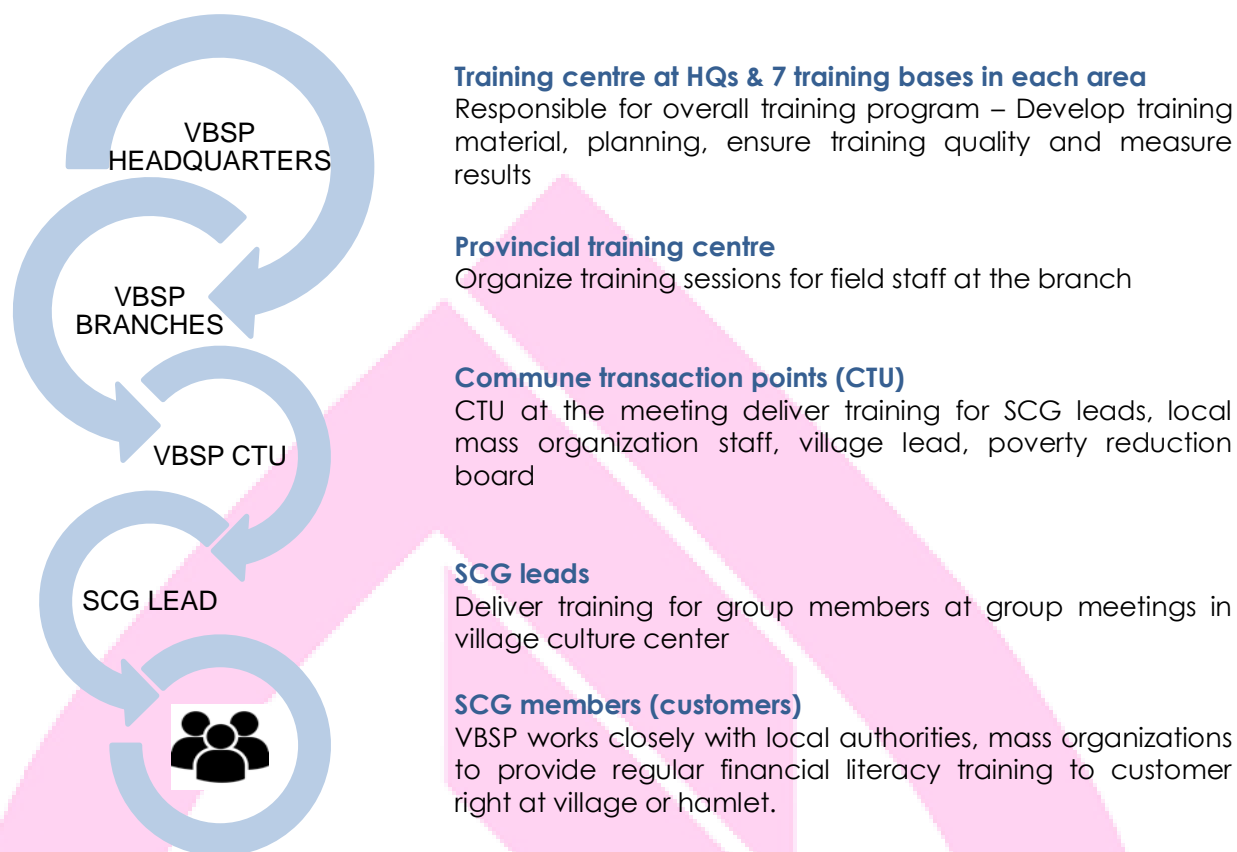 VBSP
HEADQUARTERS
Training centre at HQs & 7 training bases in each area
Responsible for overall training program – Develop training
material, planning, ensure training quality and measure
results
VBSP
BRANCHES
Provincial training centre
Organize training sessions for field staff at the branch
VBSP CTU
Commune transaction points (CTU)
CTU at the meeting deliver training for SCG leads, local
mass organization staff, village lead, poverty reduction
board
SCG LEAD
SCG leads
Deliver training for group members at group meetings in
village culture center
SCG members (customers)
VBSP works closely with local authorities, mass organizations
to provide regular financial literacy training to customer
right at village or hamlet.